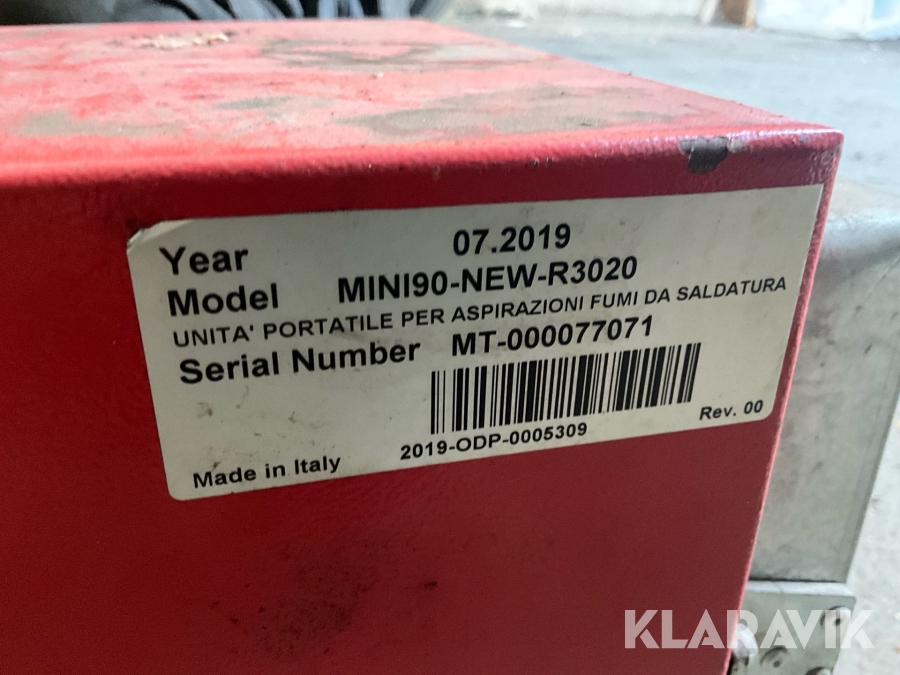 Year 07.2019
Model MINI90-NEW-R3020
UNITA' PORTATILE PER ASPIRAZIONI FUMI DA SALDATURA
Serial Number MT-000077071
2019-ODP-0005309
Rev. 00
Made in Italy
KLARAVIK